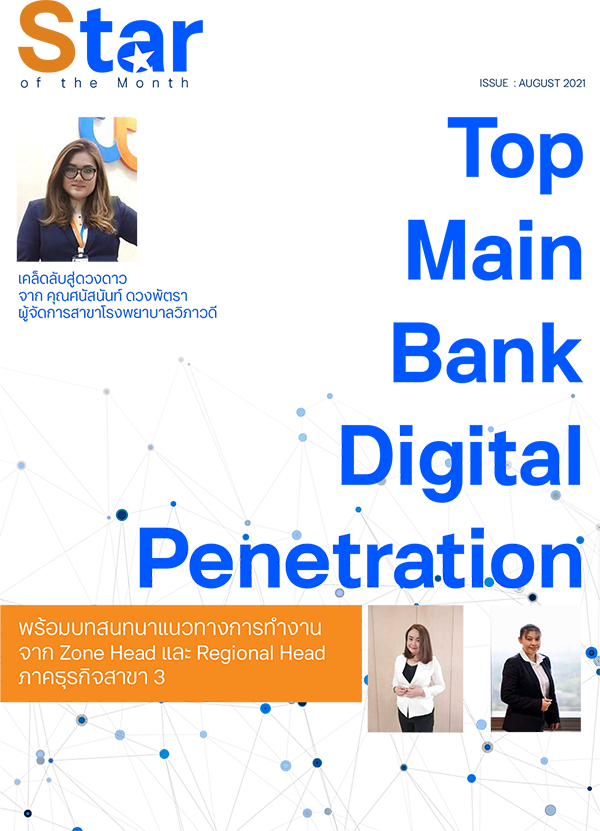 Star
of the Month
ISSUE : AUGUST 2021
Top
Main
Bank
Digital
Penetration
เคล็ดลับสู่ดวงดาว
จาก คุณศนัสนันท์ ดวงพัตรา
ผู้จัดการสาขาโรงพยาบาลวิภาวดี
พร้อมบทสนทนาแนวทางการทำงาน
จาก Zone Head และ Regional Head
ภาคธุรกิจสาขา 3